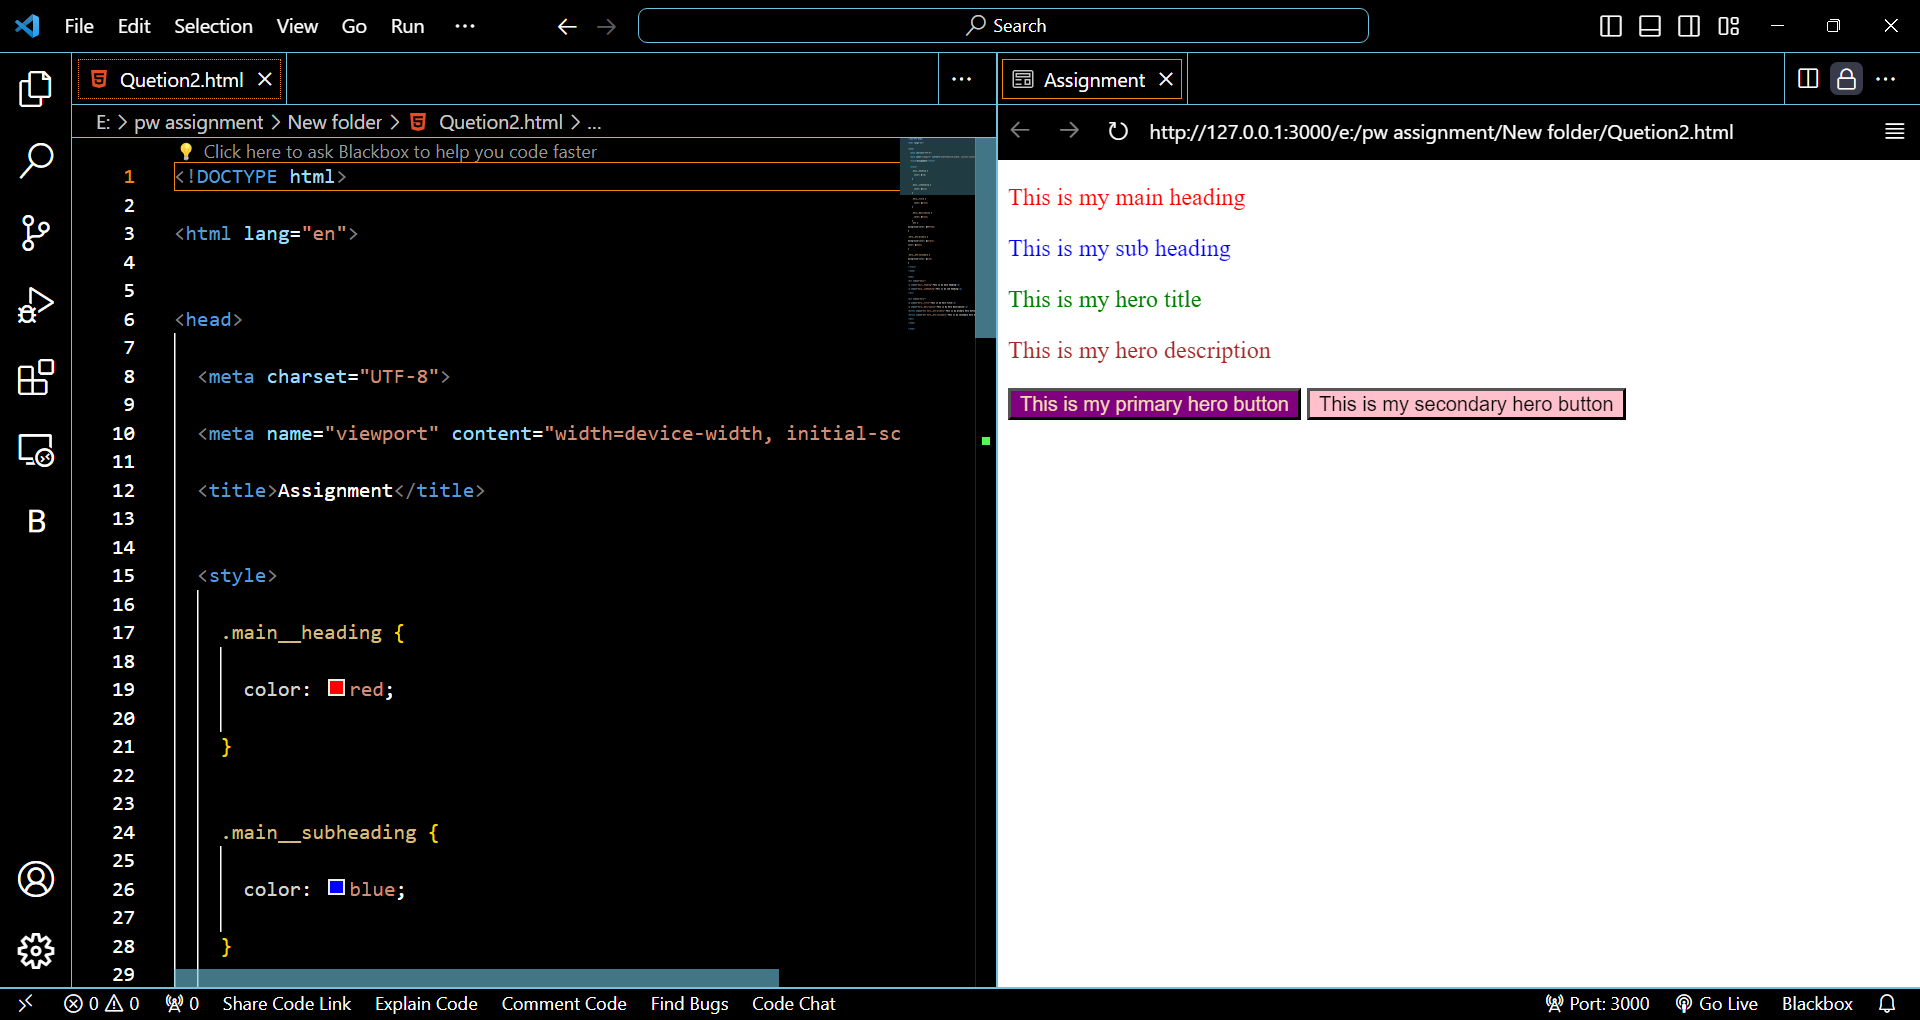 File Edit Selection View Go Run ··· Search
Quetion2.html
E: > pw assignment > New folder > Quetion2.html > ...
Click here to ask Blackbox to help you code faster
1 <!DOCTYPE html>
2
3 <html lang="en">
4
5
6 <head>
7
8 <meta charset="UTF-8">
9
10 <meta name="viewport" content="width=device-width, initial-sc
11
12 <title>Assignment</title>
13
14
15 <style>
16
17 .main__heading {
18
19 color: red;
20
21 }
22
23
24 .main__subheading {
25
26 color: blue;
27
28 }
29
B
Assignment
http://127.0.0.1:3000/e:/pw assignment/New folder/Quetion2.html
This is my main heading
This is my sub heading
This is my hero title
This is my hero description
This is my primary hero button This is my secondary hero button
0 0 0 Share Code Link Explain Code Comment Code Find Bugs Code Chat Port: 3000 Go Live Blackbox